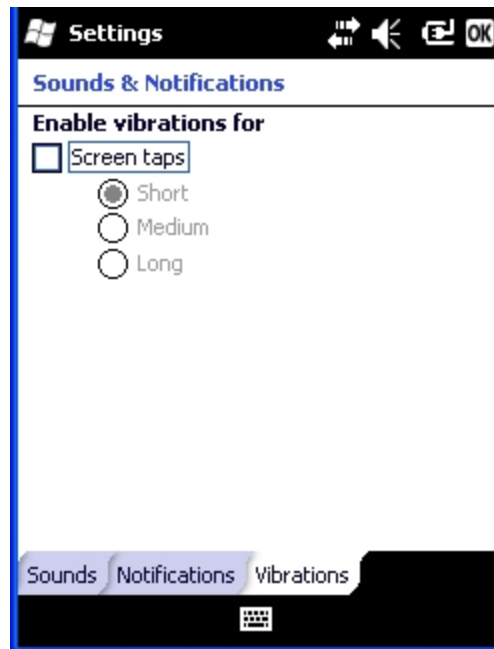 Settings OK
Sounds & Notifications
Enable vibrations for
Screen taps
Short
Medium
Long
Sounds Notifications Vibrations